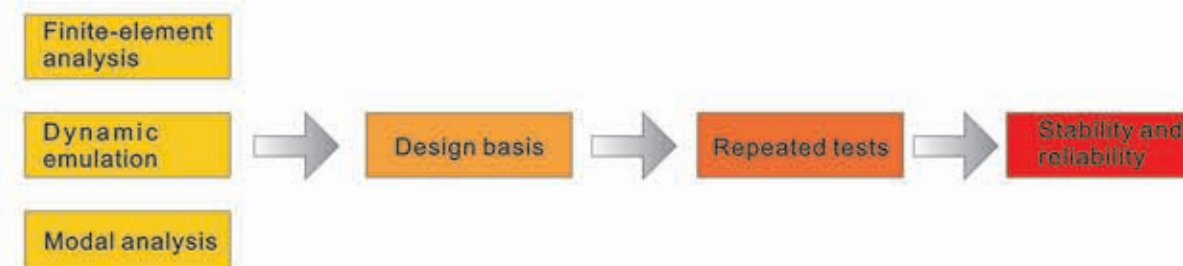 Finite-element
analysis
Dynamic
emulation
Design basis
Repeated tests
Stability and
reliability
Modal analysis